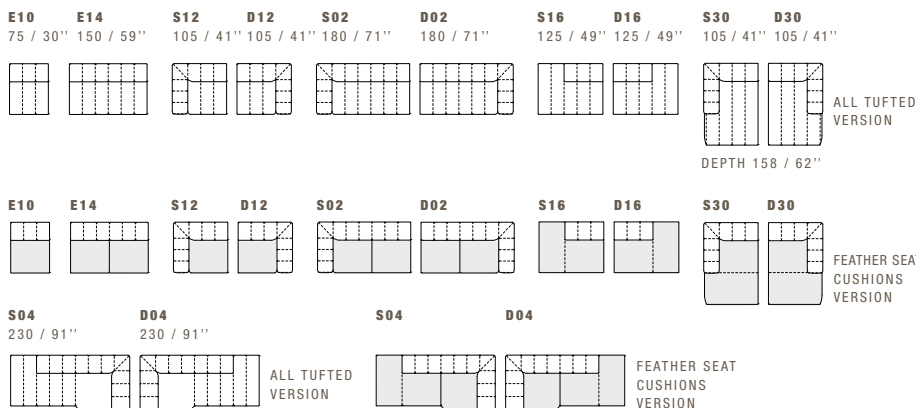 E10 E14 S12 D12 S02 D02 S16 D16 S30 D30
75 / 30'' 150 / 59'' 105 / 41'' 105 / 41'' 180 / 71'' 180 / 71'' 125 / 49'' 125 / 49'' 105 / 41'' 105 / 41''
ALL TUFTED
VERSION
DEPTH 158 / 62''
E10 E14 S12 D12 S02 D02 S16 D16 S30 D30
FEATHER SEA
CUSHIONS
VERSION
S04 D04 S04 D04
230 / 91'' 230 / 91''
ALL TUFTED
VERSION
FEATHER SEAT
CUSHIONS
VERSION